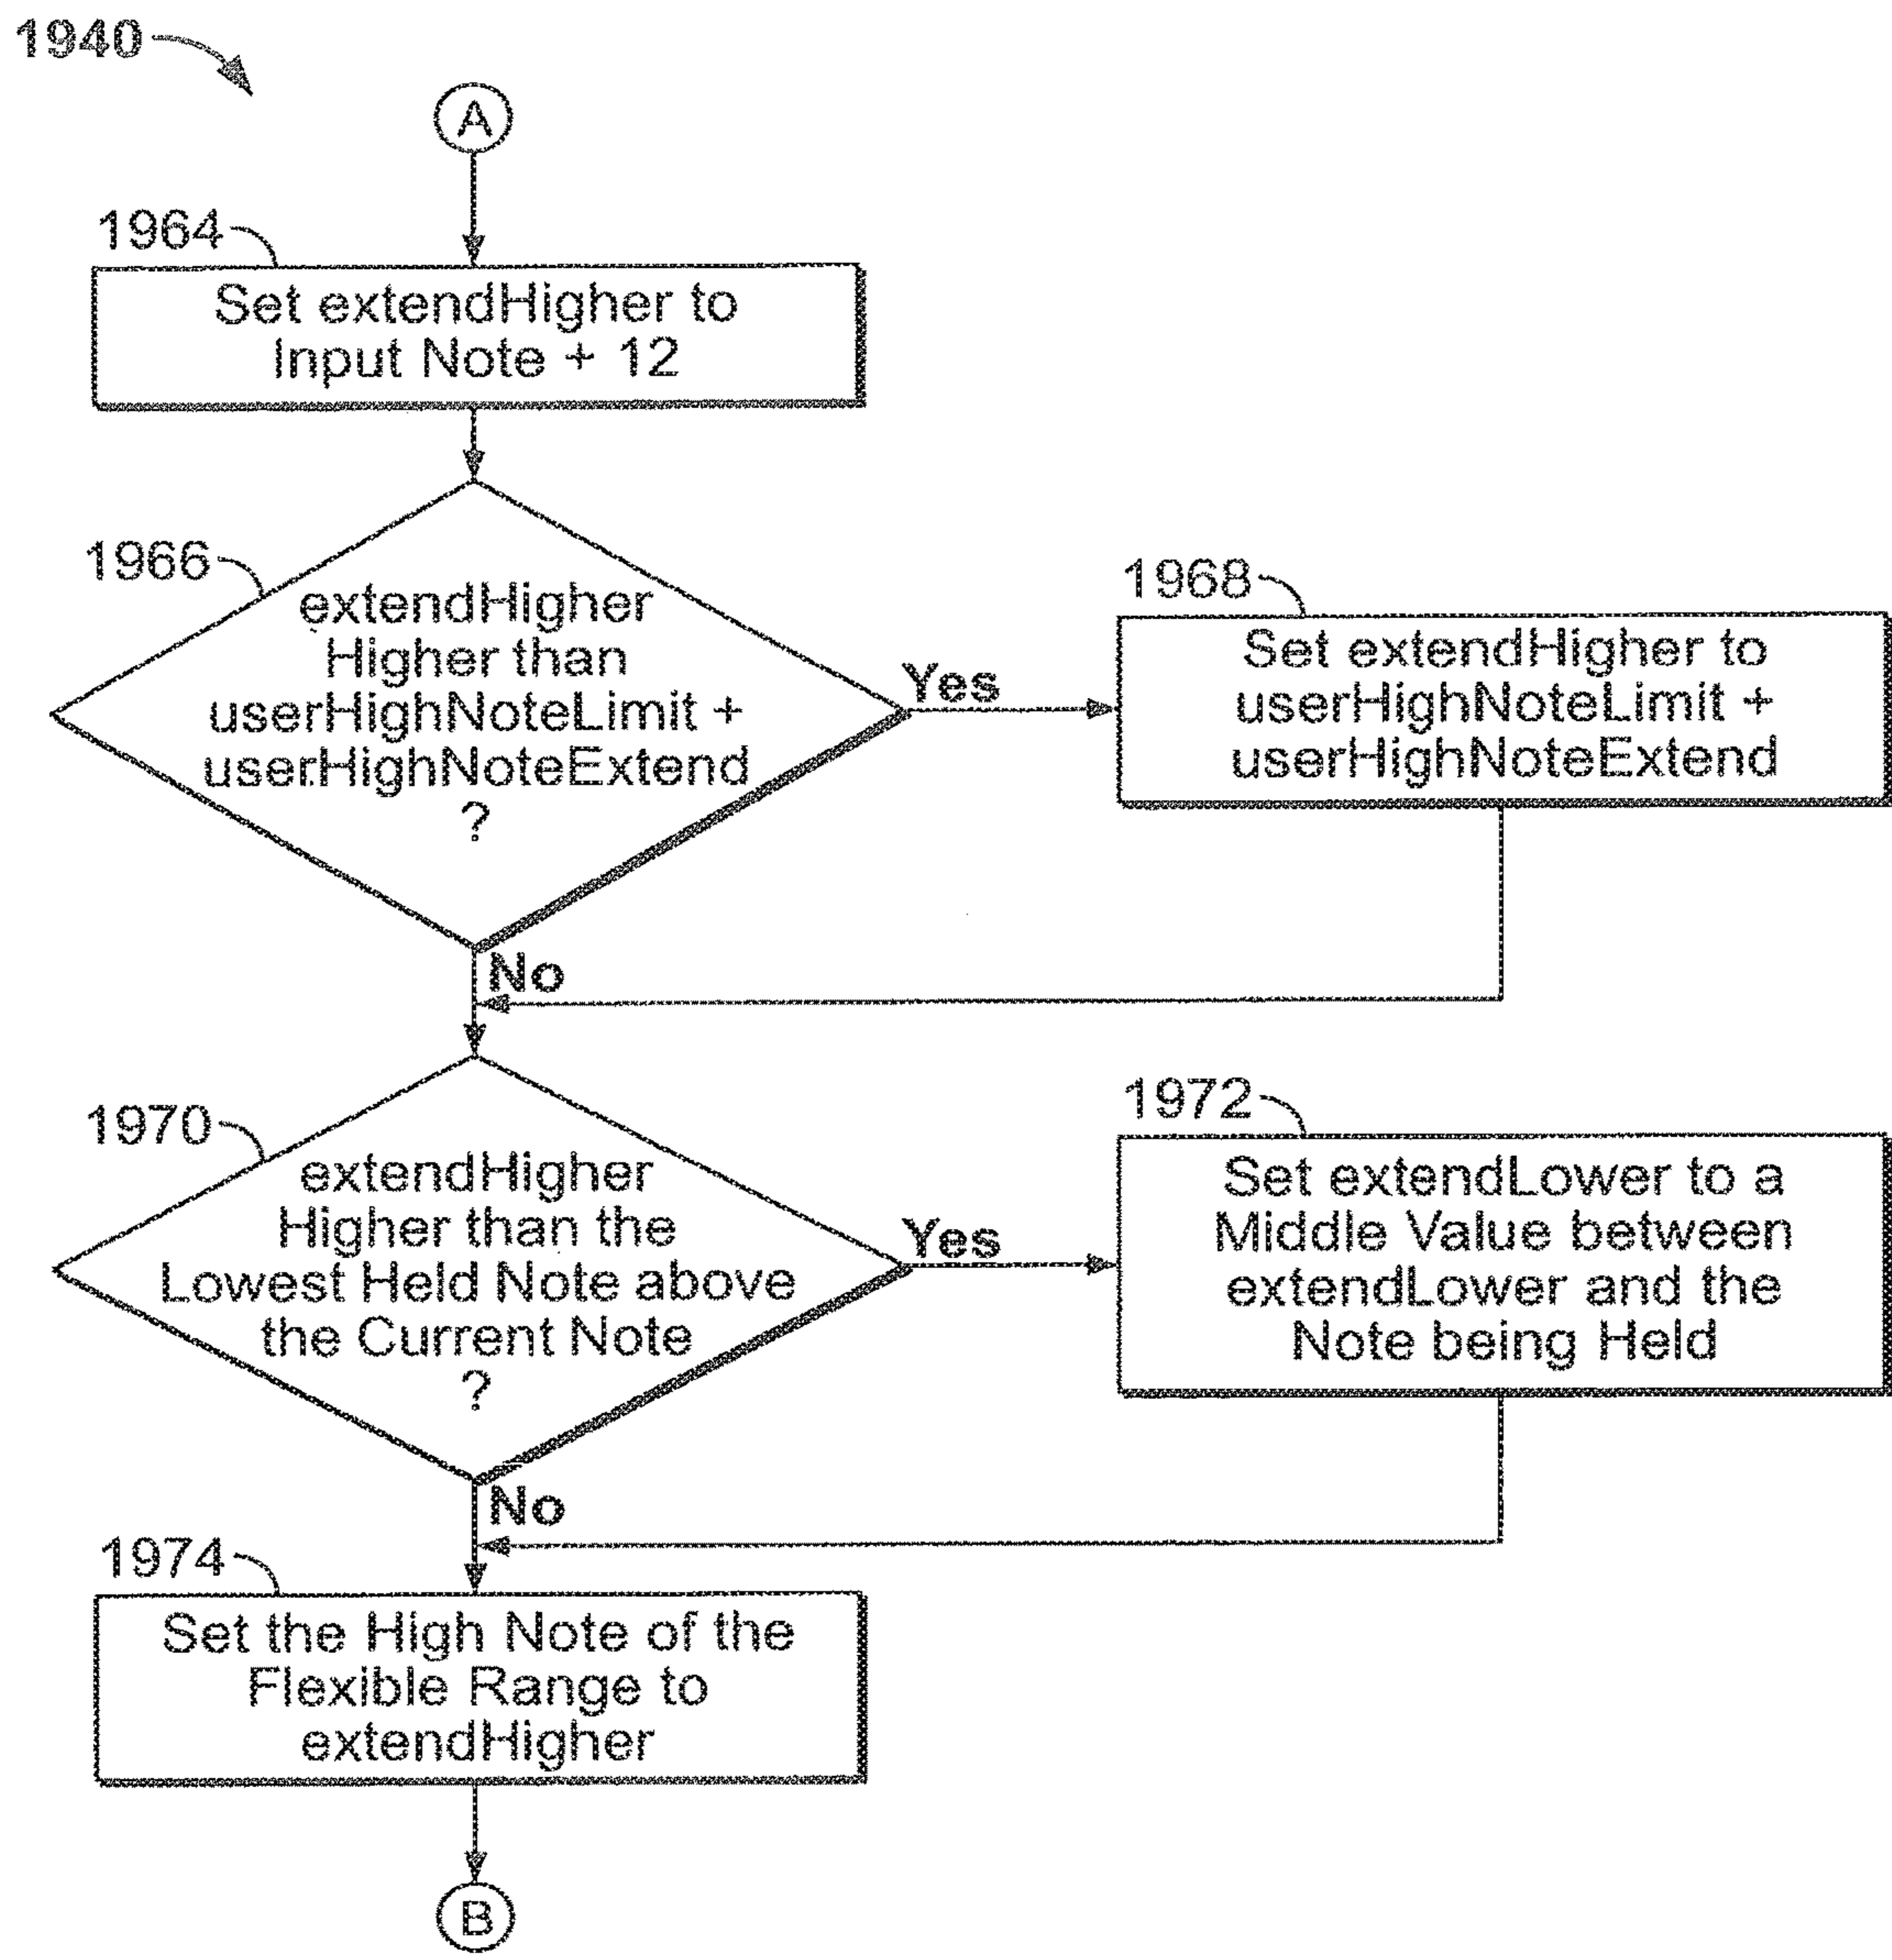 1940
A
1964
Set extendHigher to
Input Note + 12
1966
extendHigher
Higher than
userHighNoteLimit +
userHighNoteExtend
?
Yes
1968
Set extendHigher to
userHighNoteLimit +
userHighNoteExtend
No
1970
extendHigher
Higher than the
Lowest Held Note above
the Current Note
?
Yes
1972
Set extendLower to a
Middle Value between
extendLower and the
Note being Held
No
1974
Set the High Note of the
Flexible Range to
extendHigher
B